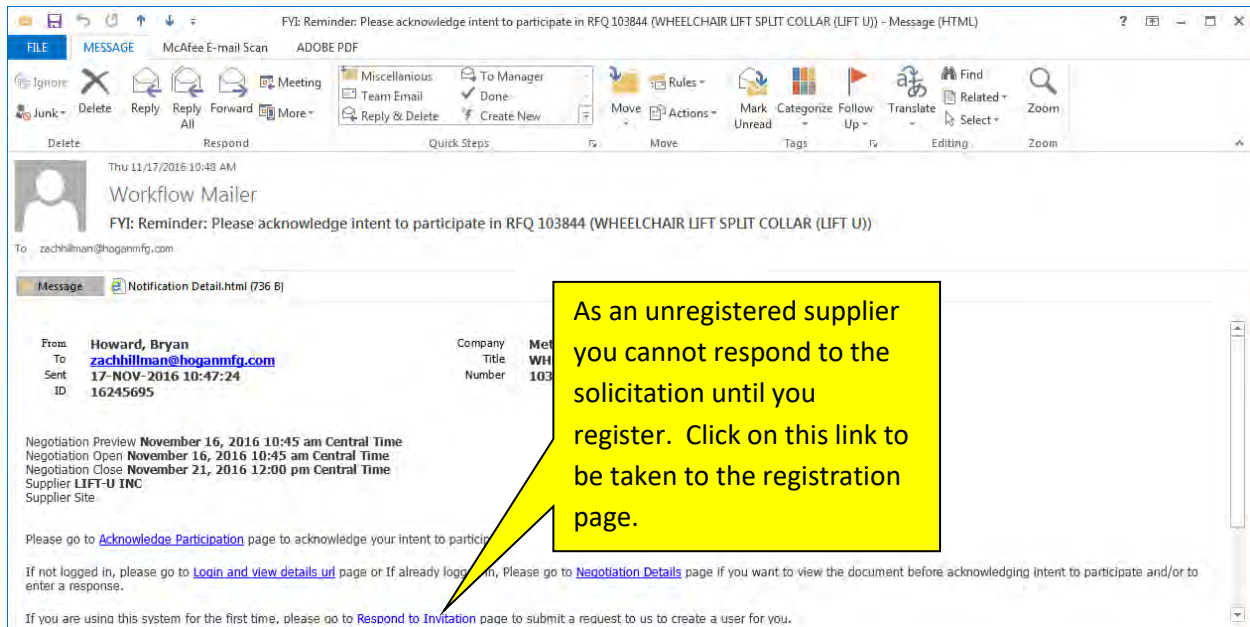 FYI: Reminder: Please acknowledge intent to participate in RFQ 103844 (WHEELCHAIR LIFT SPLIT COLLAR (LIFT U)) - Message (HTML)
FILE MESSAGE McAfee E-mail Scan ADOBE PDF
Ignore
Junk
Delete
Reply
Reply All
Forward
Meeting
More
Miscellanious
Team Email
Reply & Delete
To Manager
Done
Create New
Move
Rules
Actions
Mark Unread
Categorize
Follow Up
Translate
Find
Related
Select
Zoom
Delete Respond Quick Steps Move Tags Editing Zoom
Thu 11/17/2016 10:48 AM
Workflow Mailer
FYI: Reminder: Please acknowledge intent to participate in RFQ 103844 (WHEELCHAIR LIFT SPLIT COLLAR (LIFT U))
To zachhillman@hoganmfg.com
Message Notification Detail.html (736 B)
From Howard, Bryan
To zachhillman@hoganmfg.com
Sent 17-NOV-2016 10:47:24
ID 16245695
Company Met
Title WH
Number 103
As an unregistered supplier
you cannot respond to the
solicitation until you
register. Click on this link to
be taken to the registration
page.
Negotiation Preview November 16, 2016 10:45 am Central Time
Negotiation Open November 16, 2016 10:45 am Central Time
Negotiation Close November 21, 2016 12:00 pm Central Time
Supplier LIFT-U INC
Supplier Site
Please go to Acknowledge Participation page to acknowledge your intent to particip
If not logged in, please go to Login and view details url page or If already logg in, Please go to Negotiation Details page if you want to view the document before acknowledging intent to participate and/or to
enter a response.
If you are using this system for the first time, please go to Respond to Invitation page to submit a request to us to create a user for you.